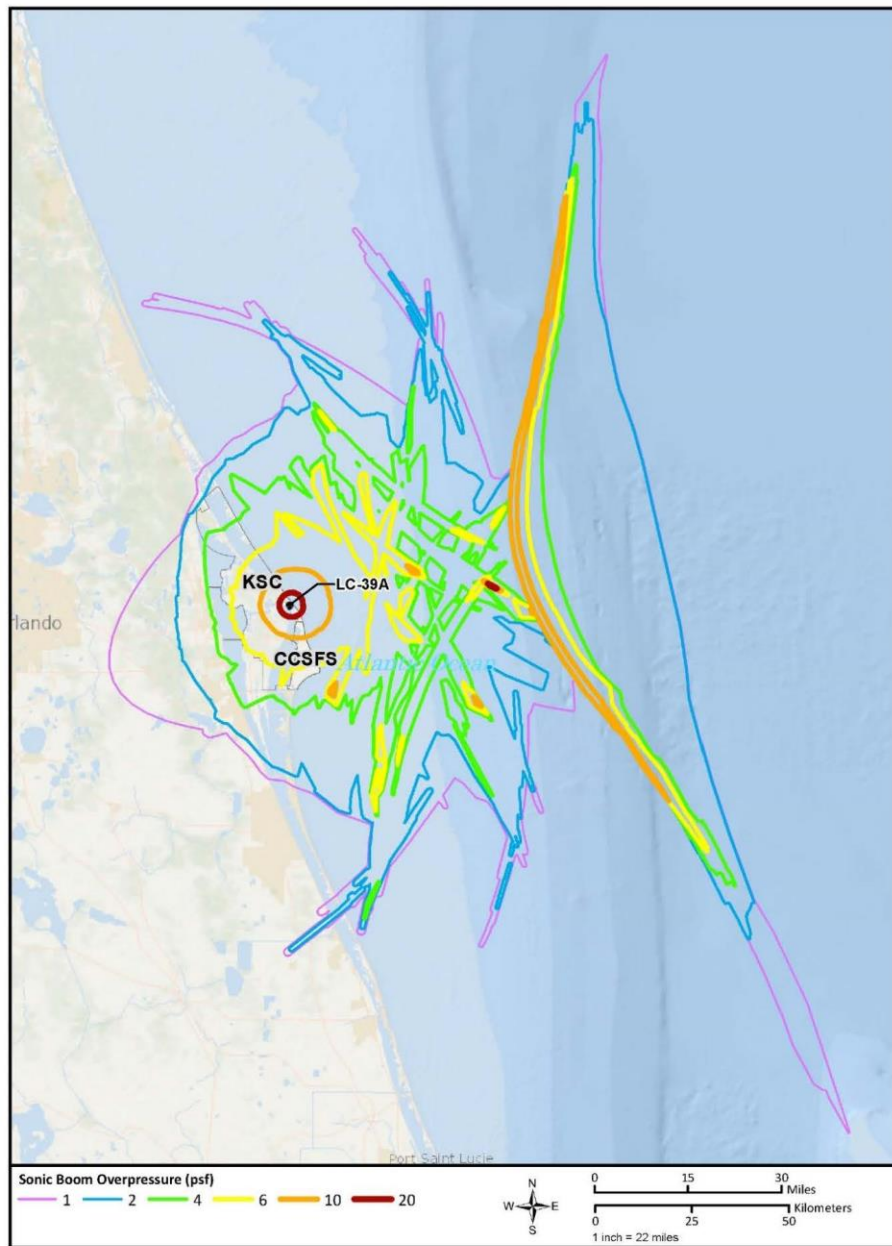 KSC
LC-39A
rlando
CCSFS
Atlantic Ocean
Port Saint Lucie
Sonic Boom Overpressure (psf)
1 2 4 6 10 20
N
W E
S
0 15 30
Miles
Kilometers
0 25 50
1 inch = 22 miles